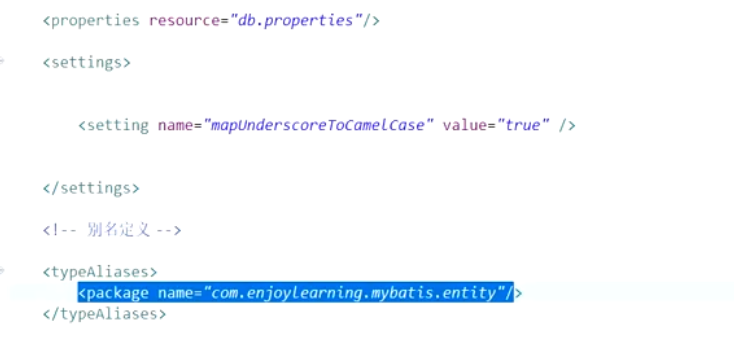 <properties resource="db.properties"/>
<settings>
<setting name="mapUnderscoreToCamelCase" value="true" />
</settings>
<!-- 别名定义 -->
<typeAliases>
<package name="com.enjoylearning.mybatis.entity"/>
</typeAliases>